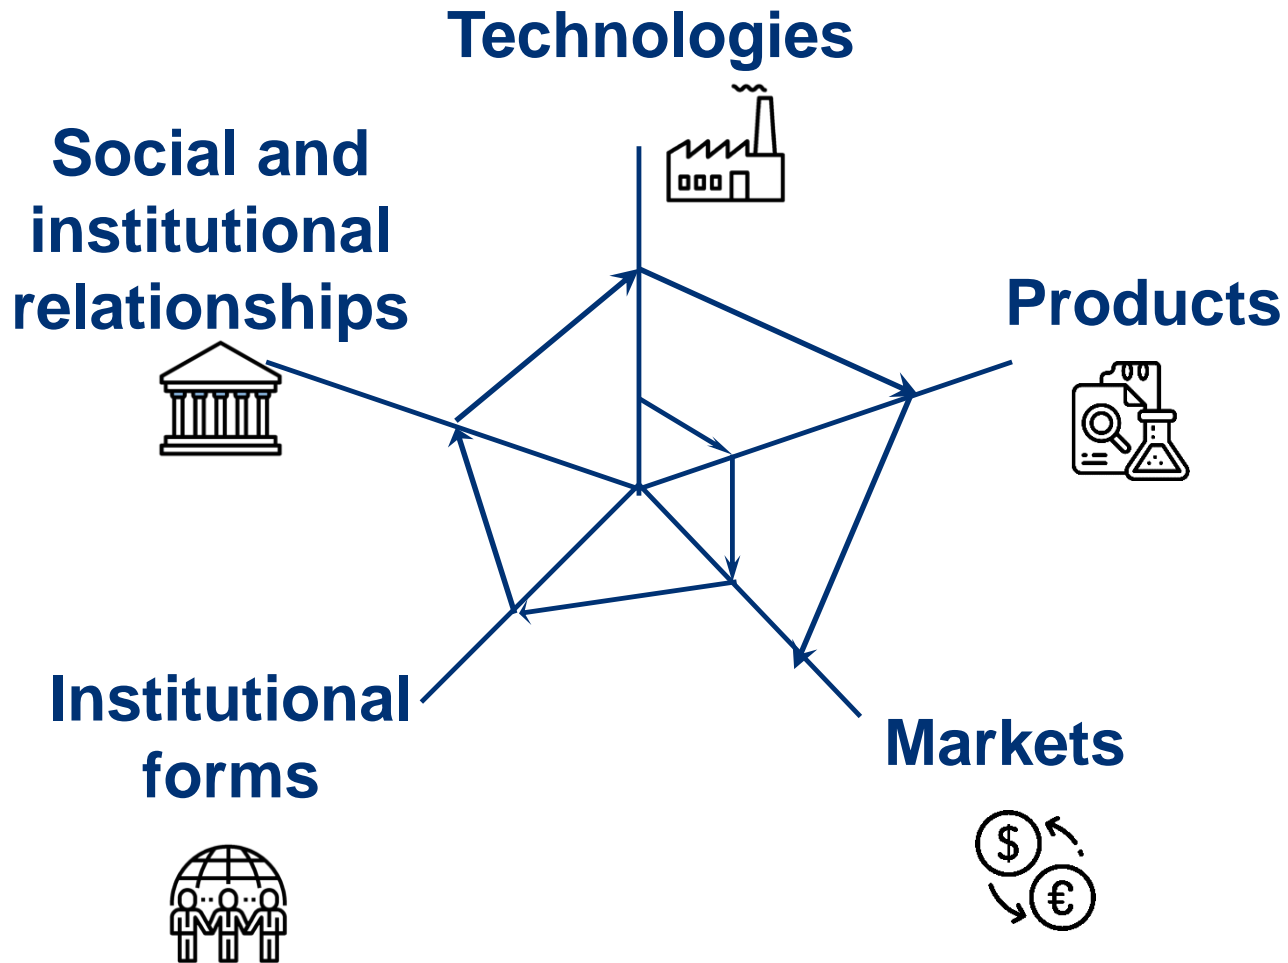 Technologies
Social and
institutional
relationships
Products
Institutional
forms
Markets
$
€